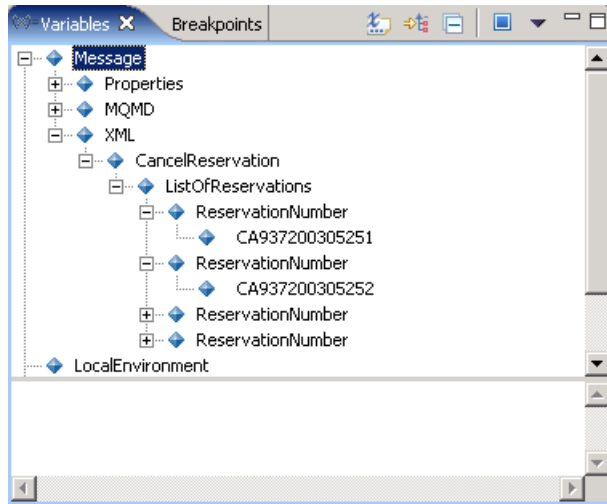 (x)= Variables Breakpoints
Message
Properties
MQMD
XML
CancelReservation
ListOfReservations
ReservationNumber
CA937200305251
ReservationNumber
CA937200305252
ReservationNumber
ReservationNumber
LocalEnvironment